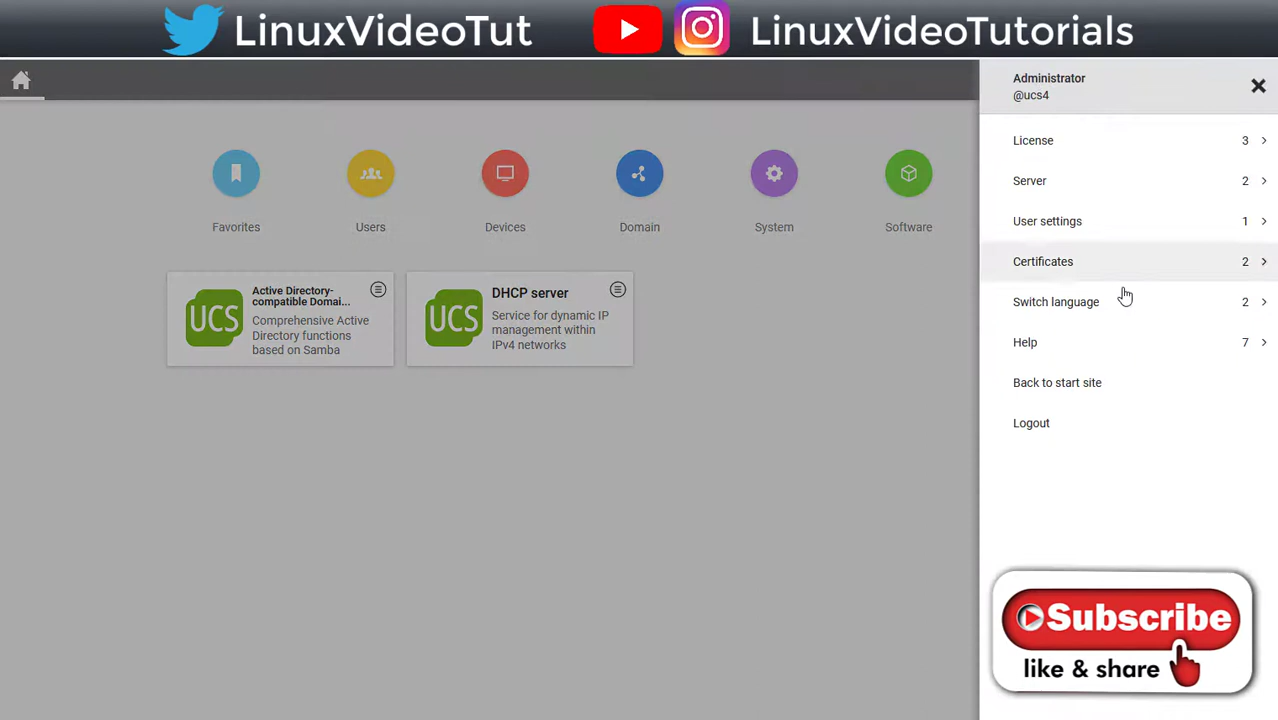 LinuxVideoTut
LinuxVideoTutorials
Administrator
@ucs4
License 3
Server 2
User settings 1
Certificates 2
Switch language 2
Help 7
Back to start site
Logout
Favorites
Users
Devices
Domain
System
Software
UCS
Active Directory-
compatible Domai...
Comprehensive Active
Directory functions
based on Samba
UCS
DHCP server
Service for dynamic IP
management within
IPv4 networks
Subscribe
like & share